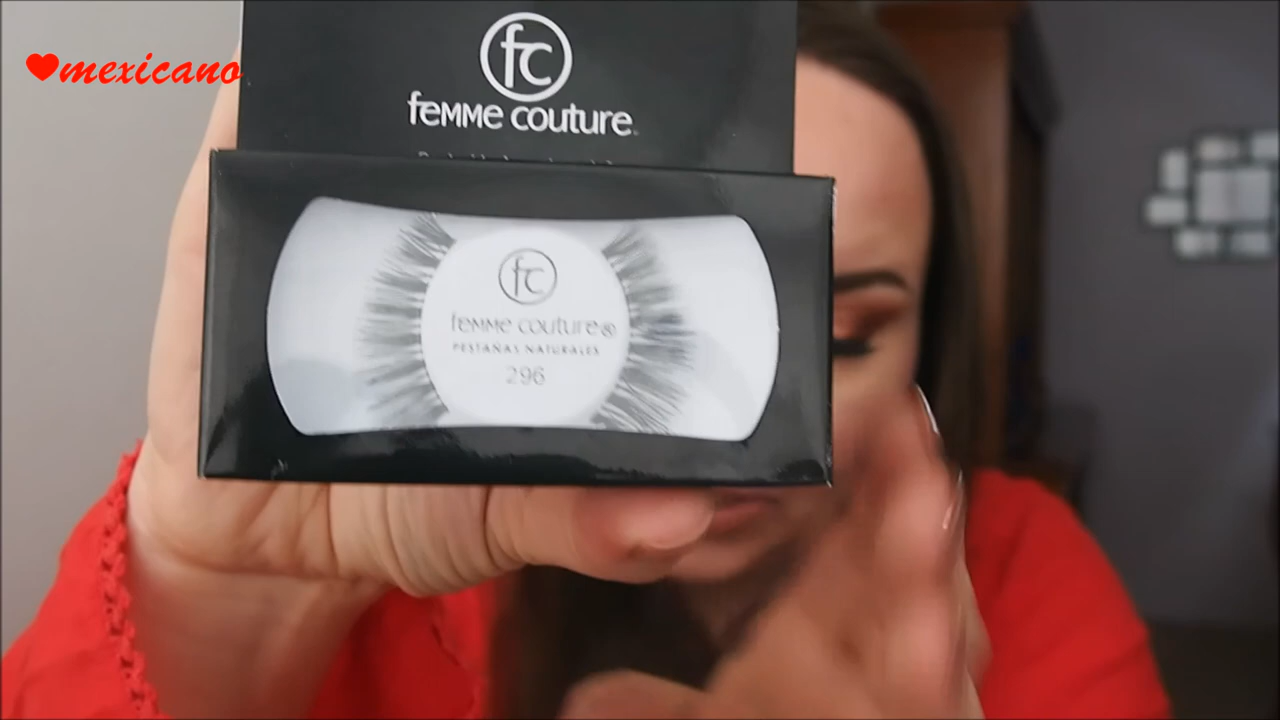 ❤mexicano
fc
femme couture
fc
femme couture®
PESTAÑAS NATURALES
296